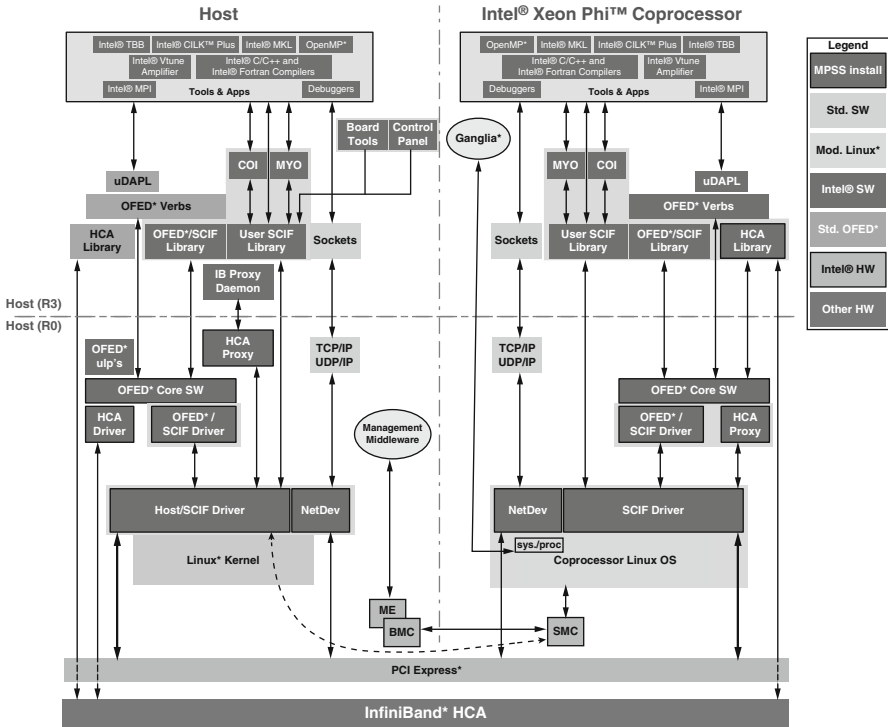 Host
Intel® Xeon Phi™ Coprocessor
Intel® TBB
Intel® CILK™ Plus
Intel® MKL
OpenMP*
Intel® Vtune
Amplifier
Intel® C/C++ and
Intel® Fortran Compilers
Intel® MPI
Tools & Apps
Debuggers
OpenMP*
Intel® MKL
Intel® CILK™ Plus
Intel® TBB
Intel® C/C++ and
Intel® Fortran Compilers
Intel® Vtune
Amplifier
Debuggers
Tools & Apps
Intel® MPI
Legend
MPSS install
Std. SW
Mod. Linux*
Intel® SW
Std. OFED*
Intel® HW
Other HW
Board
Tools
Control
Panel
Ganglia*
COI
MYO
MYO
COI
uDAPL
uDAPL
OFED* Verbs
OFED* Verbs
HCA
Library
OFED*/SCIF
Library
User SCIF
Library
Sockets
Sockets
User SCIF
Library
OFED*/SCIF
Library
HCA
Library
IB Proxy
Daemon
Host (R3)
Host (R0)
OFED*
ulp's
HCA
Proxy
TCP/IP
UDP/IP
TCP/IP
UDP/IP
OFED* Core SW
OFED* Core SW
HCA
Driver
OFED* /
SCIF Driver
Management
Middleware
OFED* /
SCIF Driver
HCA
Proxy
Host/SCIF Driver
NetDev
NetDev
SCIF Driver
Linux* Kernel
sys./proc
Coprocessor Linux OS
ME
BMC
SMC
PCI Express*
InfiniBand* HCA